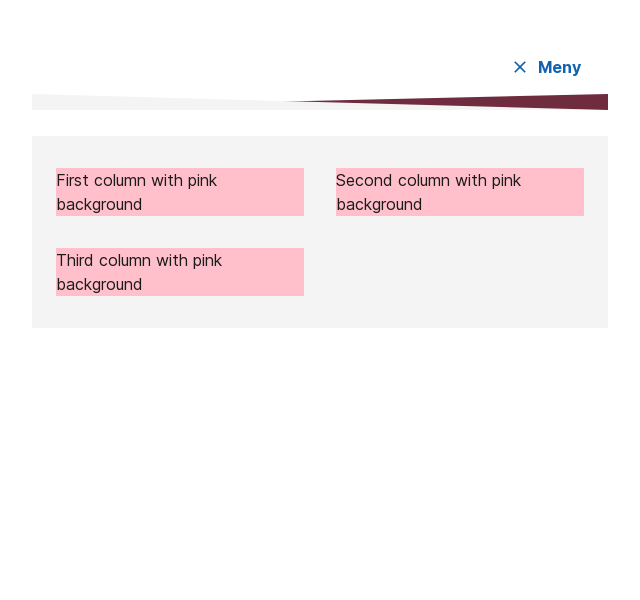 Meny
First column with pink
background
Second column with pink
background
Third column with pink
background